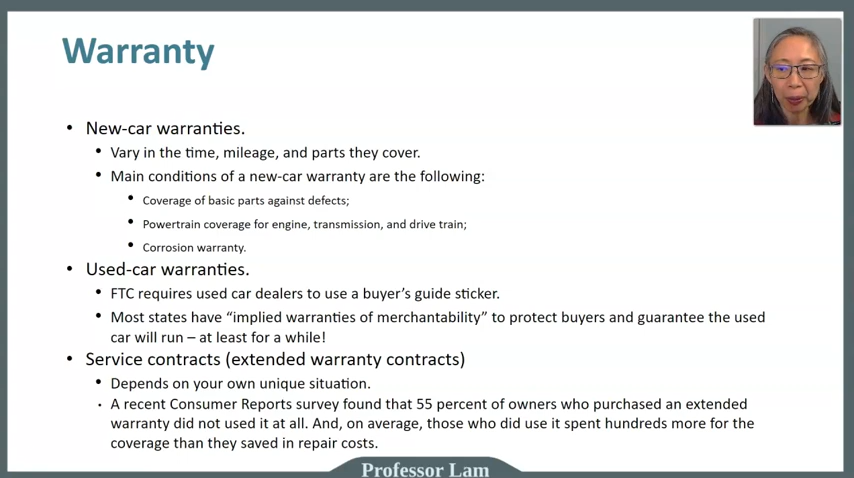 Warranty
• New-car warranties.
• Vary in the time, mileage, and parts they cover.
• Main conditions of a new-car warranty are the following:
• Coverage of basic parts against defects;
• Powertrain coverage for engine, transmission, and drive train;
• Corrosion warranty.
• Used-car warranties.
• FTC requires used car dealers to use a buyer's guide sticker.
• Most states have “implied warranties of merchantability” to protect buyers and guarantee the used
car will run – at least for a while!
• Service contracts (extended warranty contracts)
• Depends on your own unique situation.
• A recent Consumer Reports survey found that 55 percent of owners who purchased an extended
warranty did not used it at all. And, on average, those who did use it spent hundreds more for the
coverage than they saved in repair costs.
Professor Lam